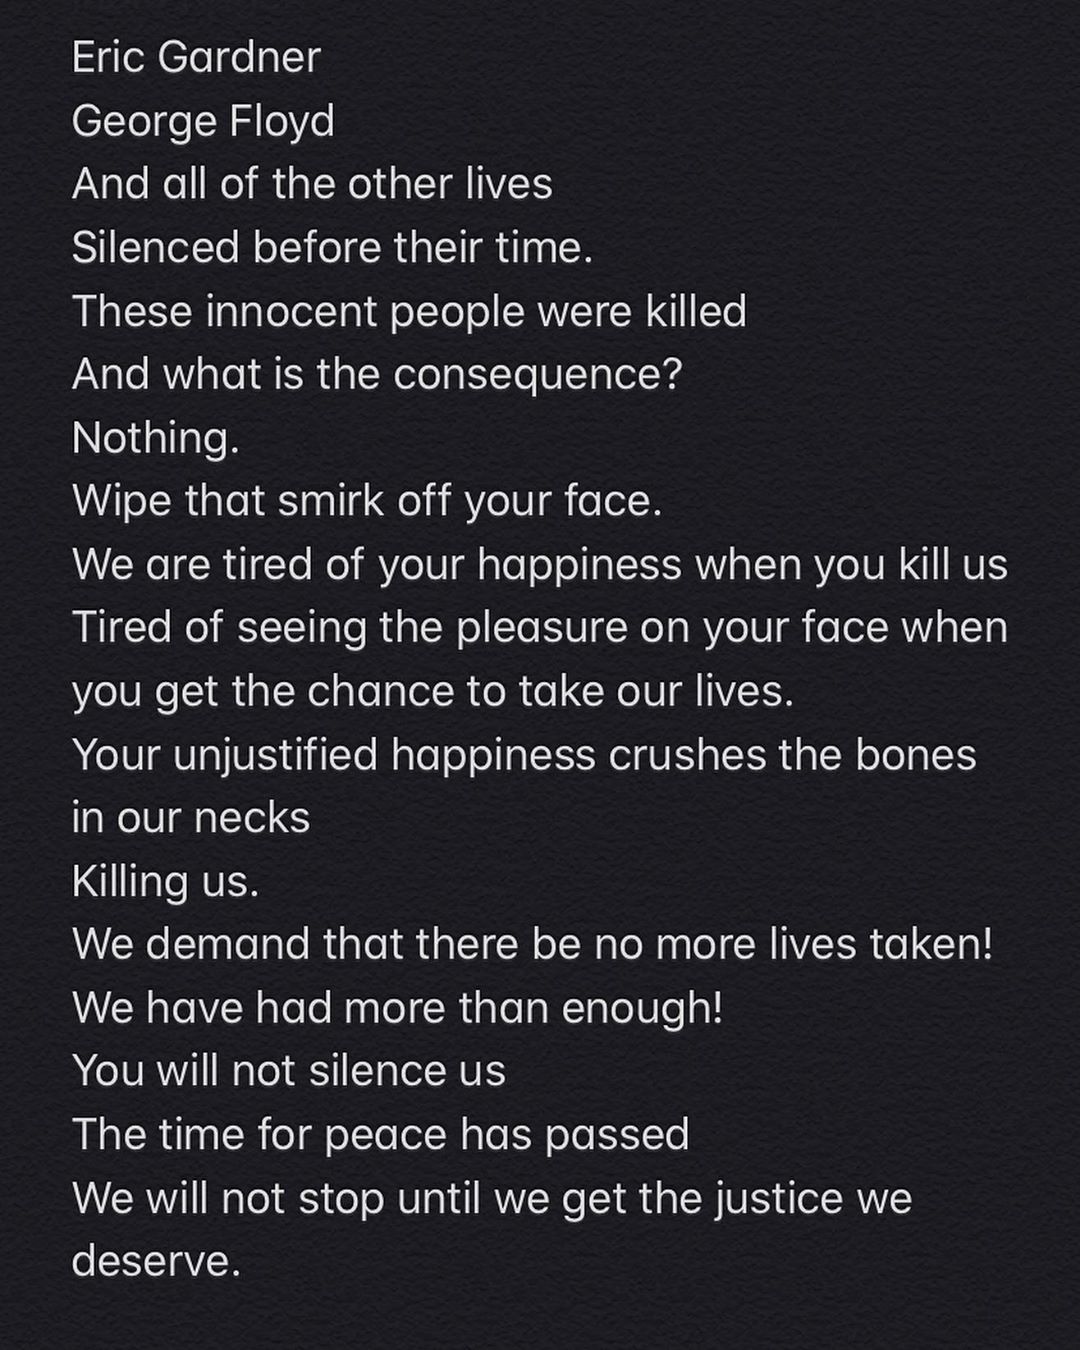 Eric Gardner
George Floyd
And all of the other lives
Silenced before their time.
These innocent people were killed
And what is the consequence?
Nothing.
Wipe that smirk off your face.
We are tired of your happiness when you kill us
Tired of seeing the pleasure on your face when
you get the chance to take our lives.
Your unjustified happiness crushes the bones
in our necks
Killing us.
We demand that there be no more lives taken!
We have had more than enough!
You will not silence us
The time for peace has passed
We will not stop until we get the justice we
deserve.